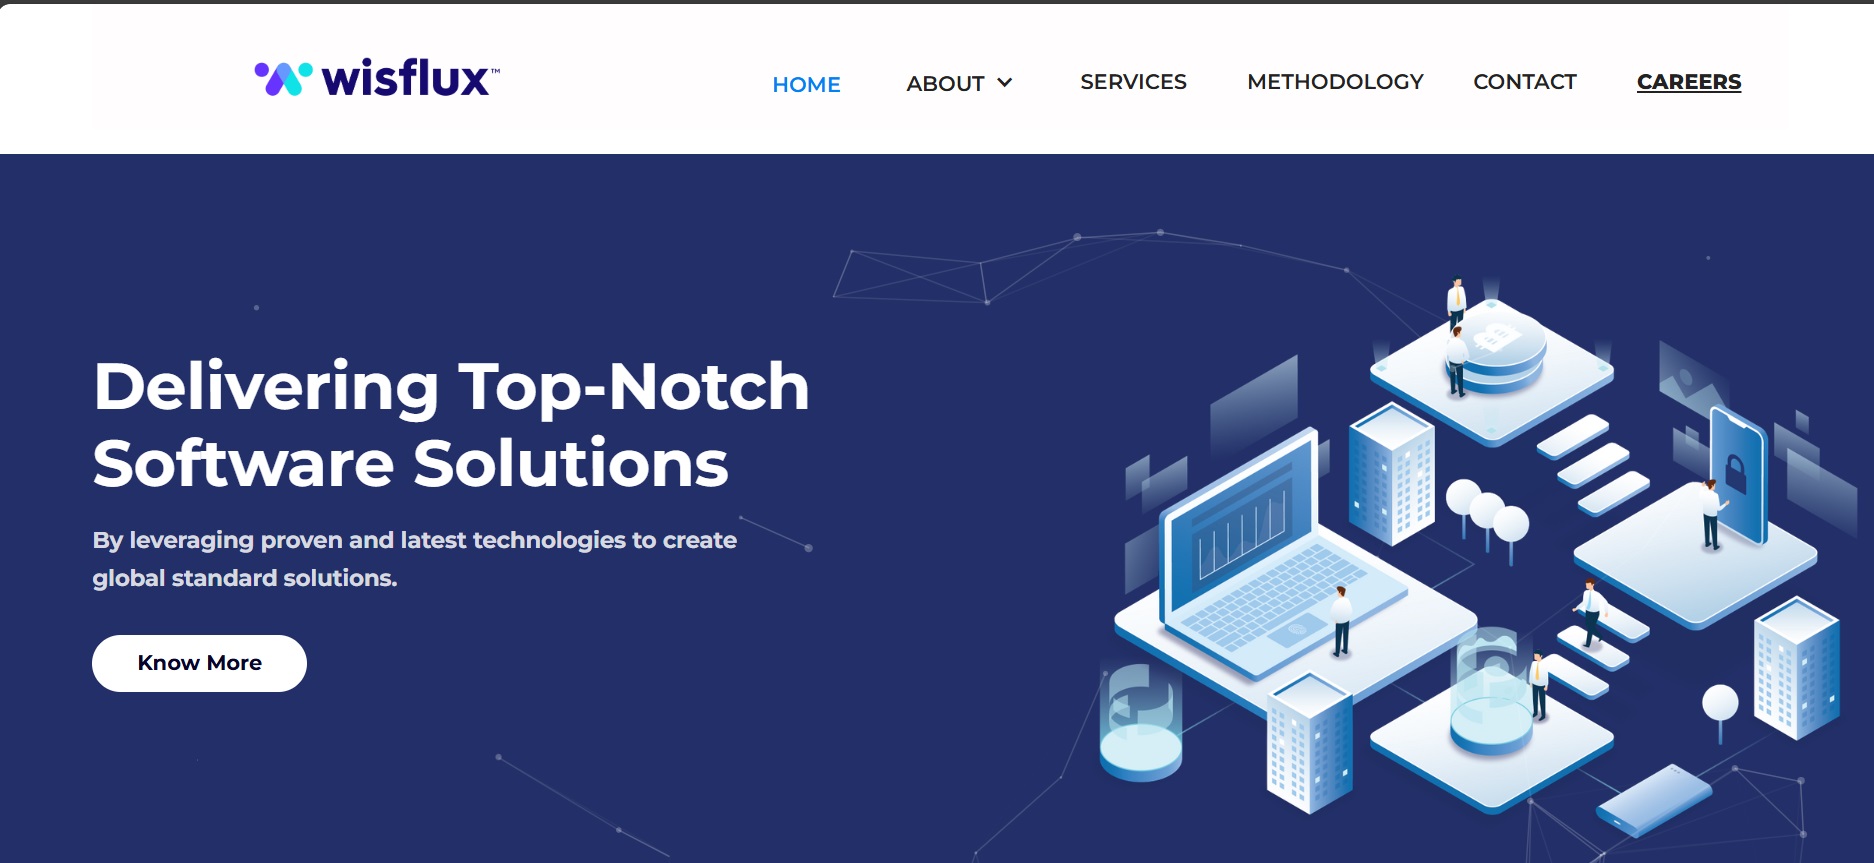 wisflux™
HOME ABOUT SERVICES METHODOLOGY CONTACT CAREERS
Delivering Top-Notch
Software Solutions
By leveraging proven and latest technologies to create
global standard solutions.
Know More